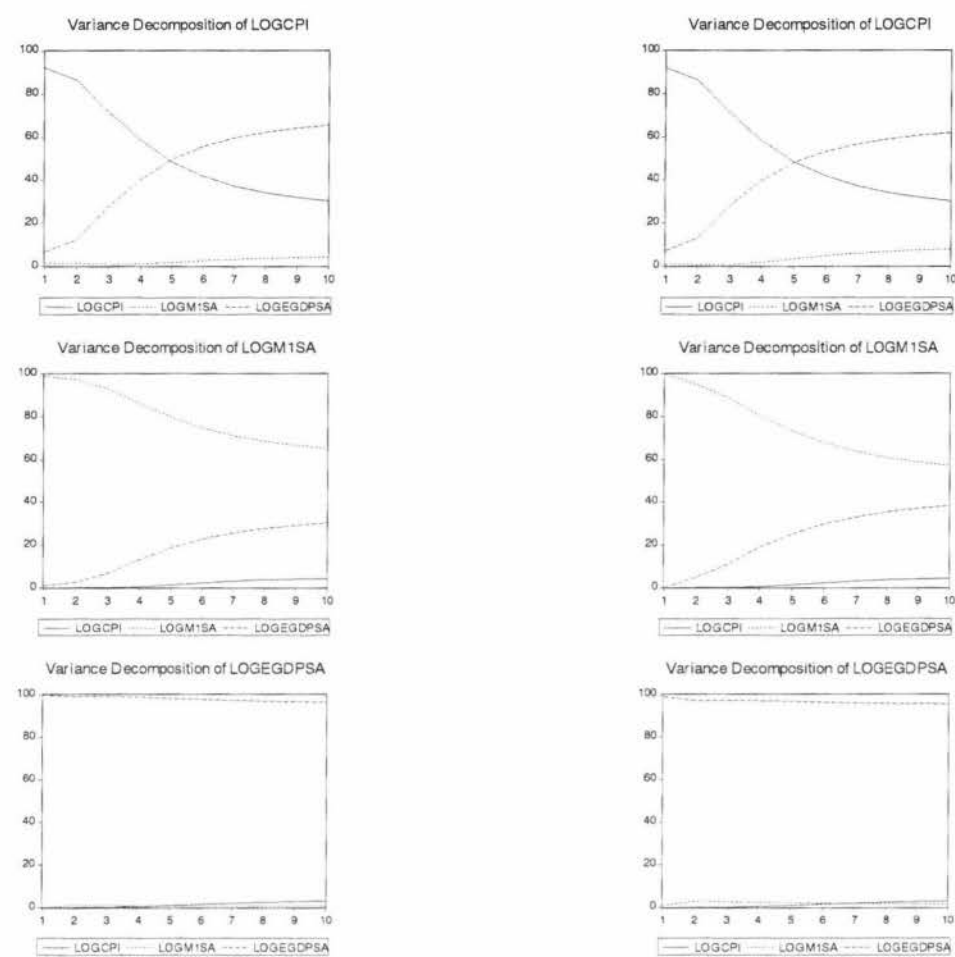 Variance Decomposition of LOGCPI
100
80
60
40
20
0
1 2 3 4 5 6 7 8 9 10
LOGCPI LOGM1SA LOGEGDPSA
Variance Decomposition of LOGCPI
100
80
60
40
20
0
1 2 3 4 5 6 7 8 9 10
LOGCPI LOGM1SA LOGEGDPSA
Variance Decomposition of LOGM1SA
100
80
60
40
20
0
1 2 3 4 5 6 7 8 9 10
LOGCPI LOGM1SA LOGEGDPSA
Variance Decomposition of LOGM1SA
100
80
60
40
20
0
1 2 3 4 5 6 7 8 9 10
LOGCPI LOGM1SA LOGEGDPSA
Variance Decomposition of LOGEGDPSA
100
80
60
40
20
0
1 2 3 4 5 6 7 8 9 10
LOGCPI LOGM1SA LOGEGDPSA
Variance Decomposition of LOGEGDPSA
100
80
60
40
20
0
1 2 3 4 5 6 7 8 9 10
LOGCPI LOGM1SA LOGEGDPSA